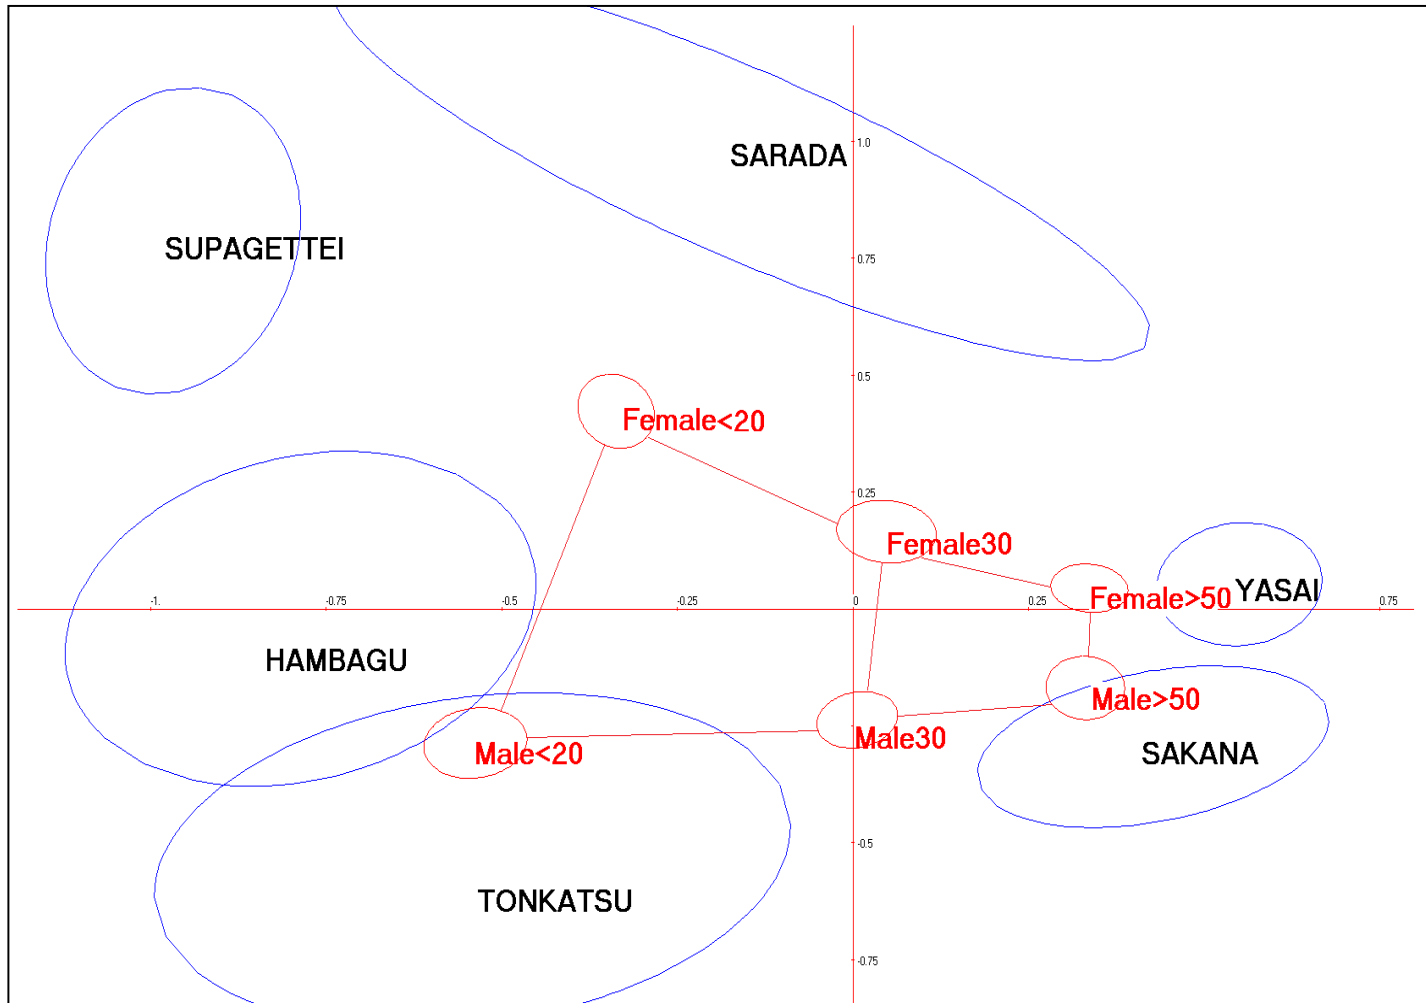 1.0
SARADA
SUPAGETTEI
0.75
0.5
Female<20
0.25
Female30
YASAI
Female>50
-1.
-0.75
-0.5
-0.25
0
0.25
0.75
HAMBAGU
Male>50
Male30
Male<20
SAKANA
-0.5
TONKATSU
-0.75